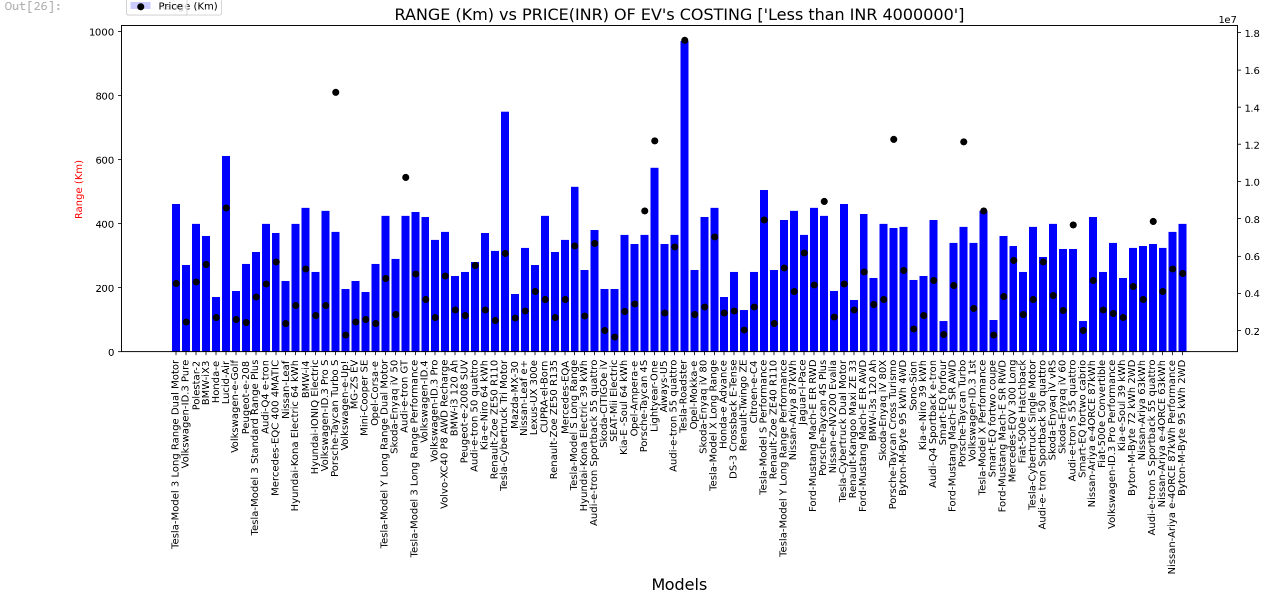 Out[26]:
Price e (Km)
RANGE (Km) vs PRICE(INR) OF EV's COSTING ['Less than INR 4000000']
1e7
Range (Km)
1000
800
600
400
200
0
1.8
1.6
1.4
1.2
1.0
0.8
0.6
0.4
0.2
Tesla-Model 3 Long Range Dual Motor
Volkswagen-ID.3 Pure
Polestar-2
BMW-iX3
Honda-e
Lucid-Air
Volkswagen-e-Golf
Peugeot-e-208
Tesla-Model 3 Standard Range Plus
Audi-Q4 e-tron
Mercedes-EQC 400 4MATIC
Nissan-Leaf
Hyundai-Kona Electric 64 kWh
BMW-i4
Hyundai-IONIQ Electric
Volkswagen-ID.3 Pro S
Porsche-Taycan Turbo S
Volkswagen-e-Up!
MG-ZS EV
Mini-Cooper SE
Opel-Corsa-e
Tesla-Model Y Long Range Dual Motor
Skoda-Enyaq iV 50
Audi-e-tron GT
Tesla-Model 3 Long Range Performance
Volkswagen-ID.4
Volkswagen-ID.3 Pro
Volvo-XC40 P8 AWD Recharge
BMW-i3 120 Ah
Peugeot-e-2008 SUV
Audi-e-tron 50 quattro
Kia-e-Niro 64 kWh
Renault-Zoe ZE50 R110
Tesla-Cybertruck Tri Motor
Mazda-MX-30
Nissan-Leaf e+
Lexus-UX 300e
CUPRA-el-Born
Renault-Zoe ZE50 R135
Mercedes-EQA
Tesla-Model S Long Range
Hyundai-Kona Electric 39 kWh
Audi-e-tron Sportback 55 quattro
Skoda-CITIGOe iV
SEAT-Mii Electric
Kia-e-Soul 64 kWh
Opel-Ampera-e
Porsche-Taycan 4S
Lightyear-One
Aiways-U5
Audi-e-tron 55 quattro
Tesla-Roadster
Opel-Mokka-e
Skoda-Enyaq iV 80
Tesla-Model X Long Range
Honda-e Advance
DS-3 Crossback E-Tense
Renault-Twingo ZE
Citroen-e-C4
Tesla-Model S Performance
Renault-Zoe ZE40 R110
Tesla-Model Y Long Range Performance
Nissan-Ariya 87kWh
Jaguar-I-Pace
Ford-Mustang Mach-E ER RWD
Porsche-Taycan 4S Plus
Nissan-e-NV200 Evalia
Tesla-Cybertruck Dual Motor
Renault-Kangoo Maxi ZE 33
Ford-Mustang Mach-E ER AWD
BMW-i3s 120 Ah
Skoda-Enyaq iV 80X
Porsche-Taycan Cross Turismo
Byton-M-Byte 95 kWh 4WD
Sono-Sion
Kia-e-Niro 39 kWh
Audi-Q4 Sportback e-tron
Smart-EQ forfour
Ford-Mustang Mach-E SR AWD
Porsche-Taycan Turbo
Volkswagen-ID.3 1st
Tesla-Model X Performance
Smart-EQ fortwo coupe
Ford-Mustang Mach-E SR RWD
Mercedes-EQV 300 Long
Fiat-500e Hatchback
Tesla-Cybertruck Single Motor
Audi-e-tron Sportback 50 quattro
Skoda-Enyaq iV vRS
Skoda-Enyaq iV 60
Audi-e-tron S 55 quattro
Smart-EQ fortwo cabrio
Nissan-Ariya e-4ORCE 87kWh
Fiat-500e Convertible
Volkswagen-ID.3 Pro Performance
Kia-e-Soul 39 kWh
Byton-M-Byte 72 kWh 2WD
Nissan-Ariya 63kWh
Audi-e-tron S Sportback 55 quattro
Nissan-Ariya e-4ORCE 63kWh
Nissan-Ariya e-4ORCE 87kWh Performance
Byton-M-Byte 95 kWh 2WD
Models